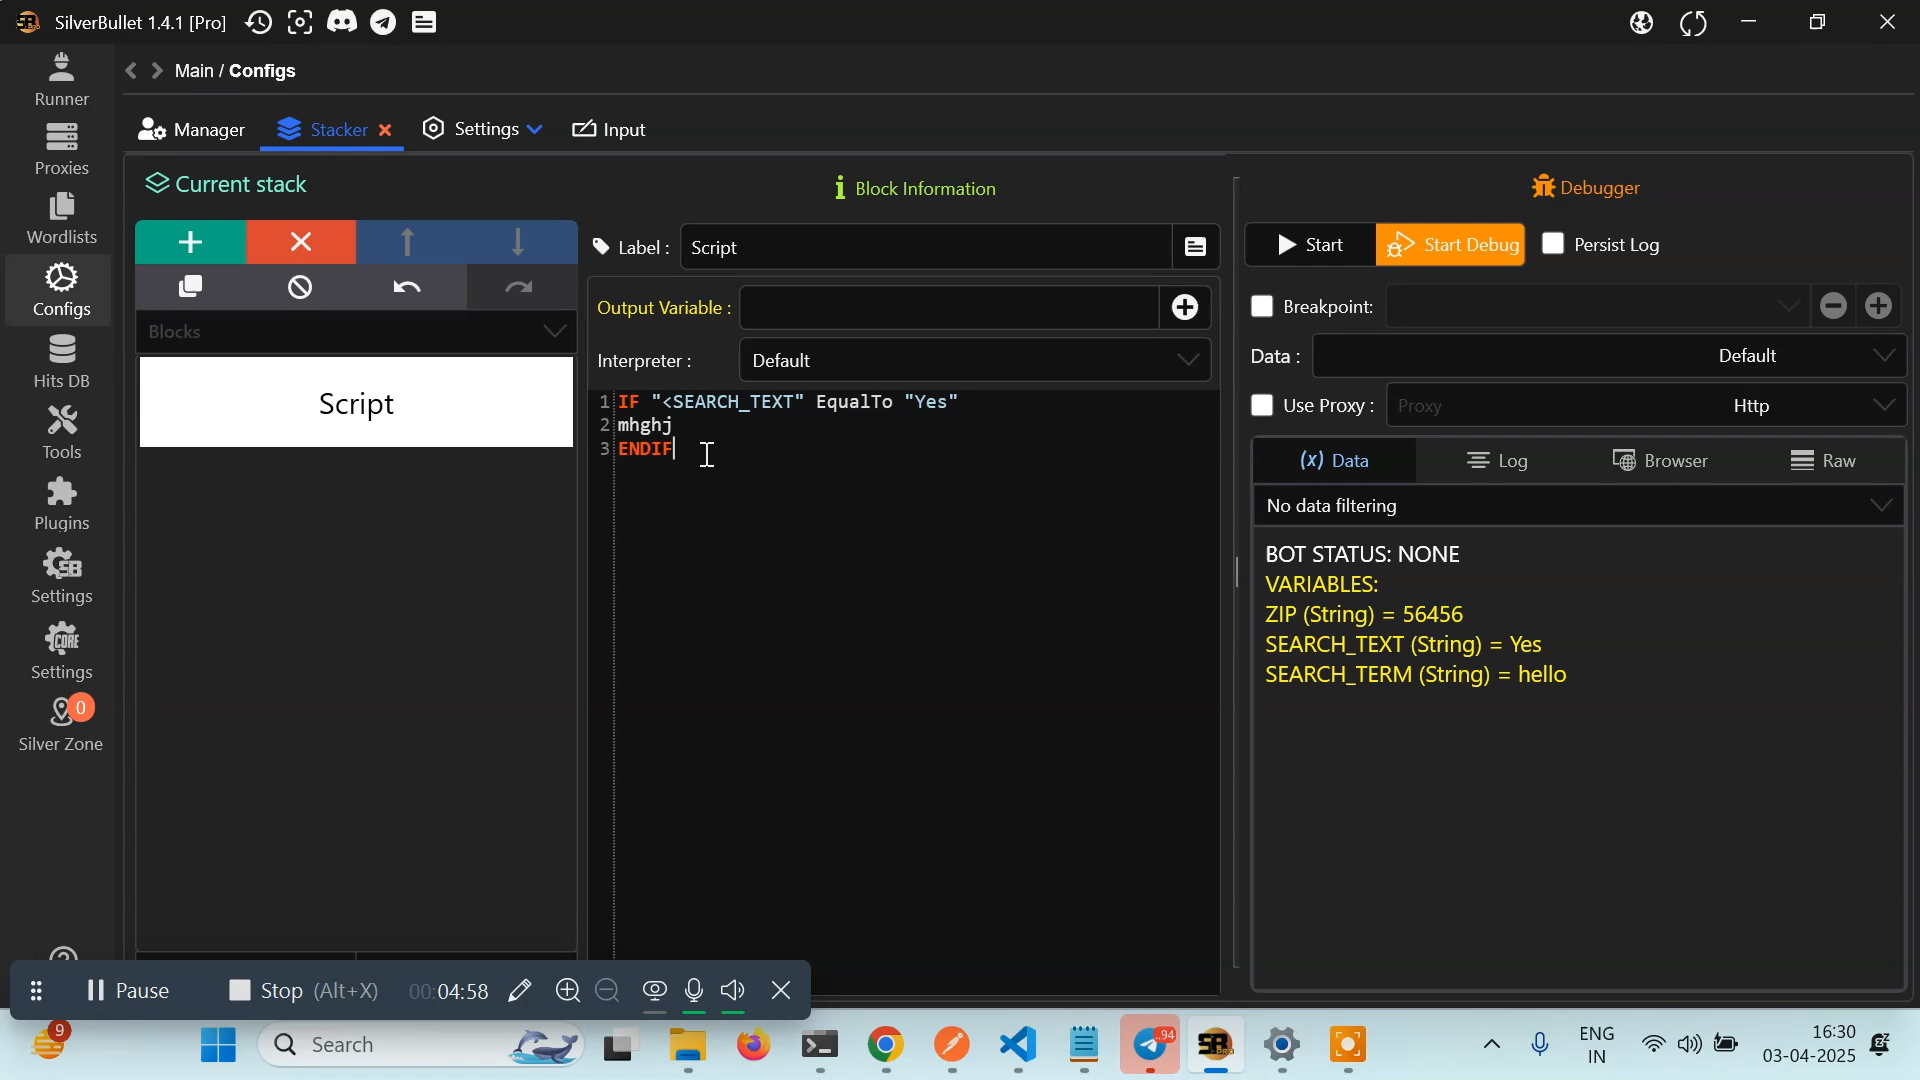 SilverBullet 1.4.1 [Pro]
Runner
Proxies
Wordlists
Configs
Hits DB
Tools
Plugins
SB
Settings
CORE
Settings
0
Silver Zone
Main / Configs
Manager
Stacker
Settings
Input
Current stack
Blocks
Script
Block Information
Label :
Script
Output Variable :
Interpreter :
Default
1 IF "<SEARCH_TEXT" EqualTo "Yes"
2 mhghj
3 ENDIF
Debugger
Start
Start Debug
Persist Log
Breakpoint:
Data :
Default
Use Proxy :
Proxy
Http
(x) Data
Log
Browser
Raw
No data filtering
BOT STATUS: NONE
VARIABLES:
ZIP (String) = 56456
SEARCH_TEXT (String) = Yes
SEARCH_TERM (String) = hello
Pause
Stop (Alt+X)
00:04:58
9
Search
94
ENG
IN
16:30
03-04-2025